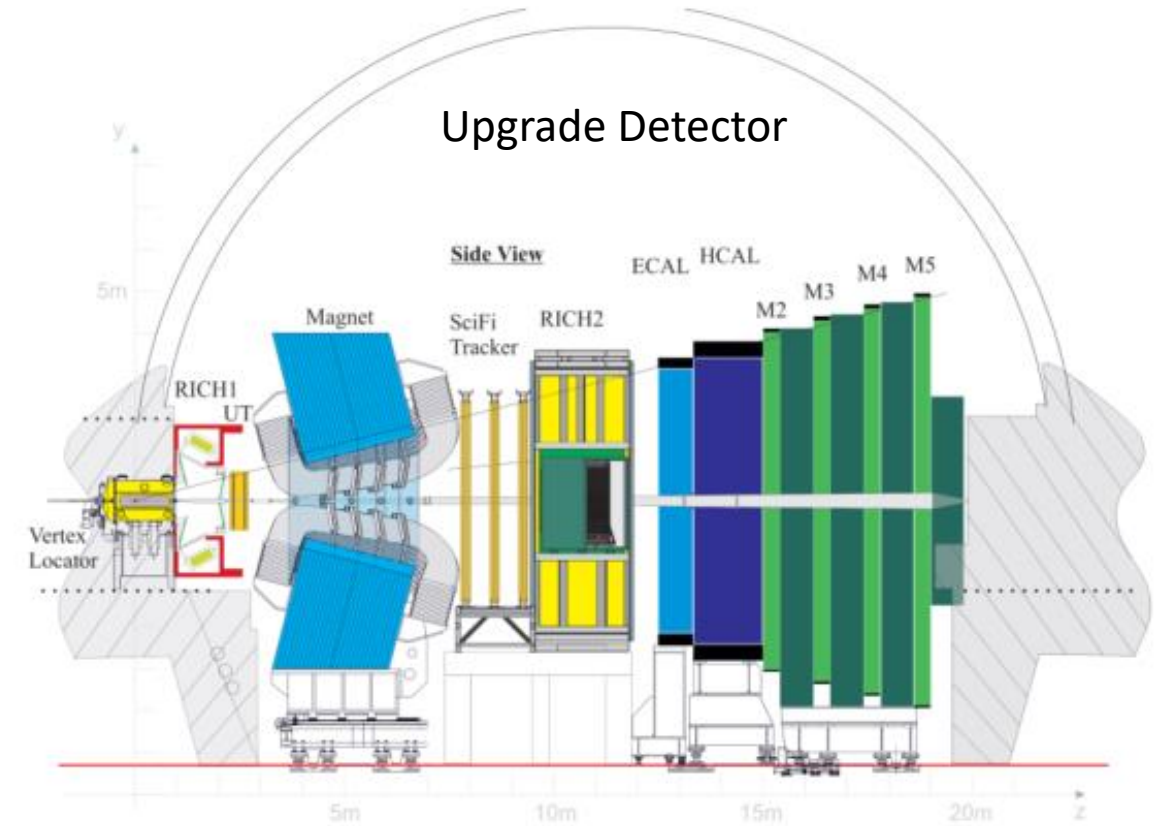 Upgrade Detector
y
Side View
ECAL
HCAL
M5
M4
M3
M2
5m
Magnet
SciFi
Tracker
RICH2
RICH1
UT
Vertex
Locator
5m
10m
15m
20m
z